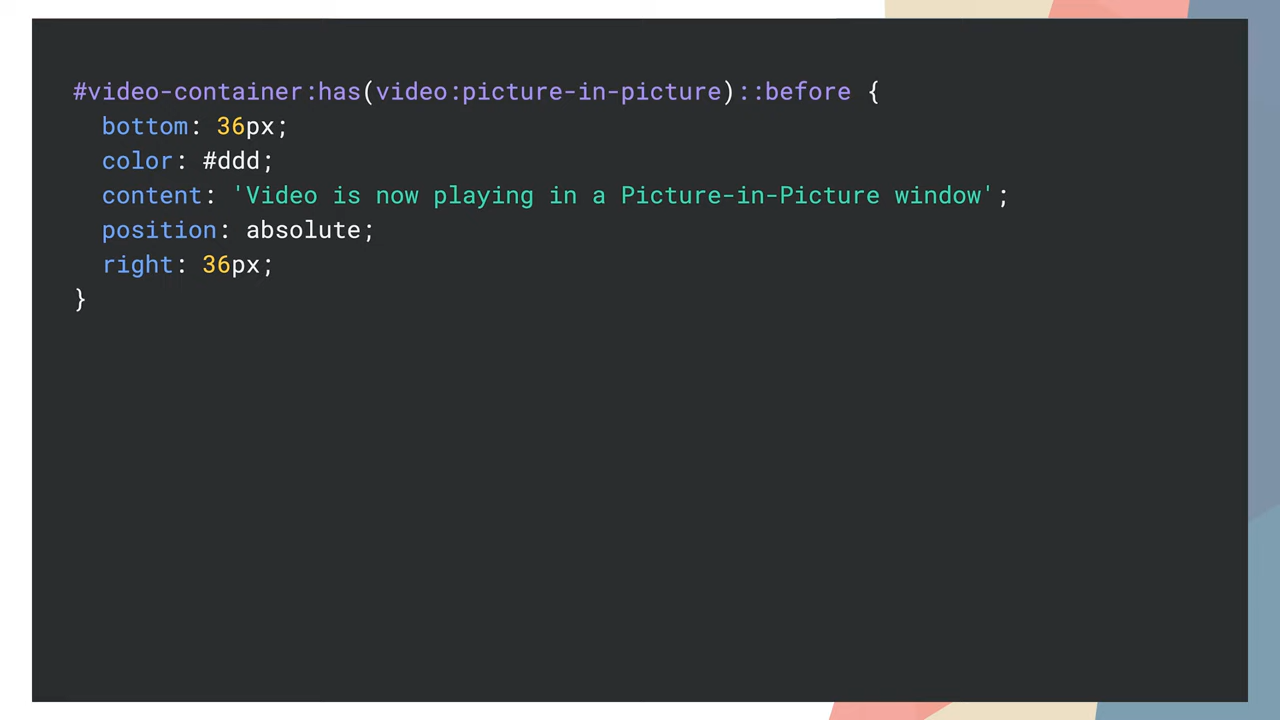 #video-container:has(video:picture-in-picture)::before {
  bottom: 36px;
  color: #ddd;
  content: 'Video is now playing in a Picture-in-Picture window';
  position: absolute;
  right: 36px;
}